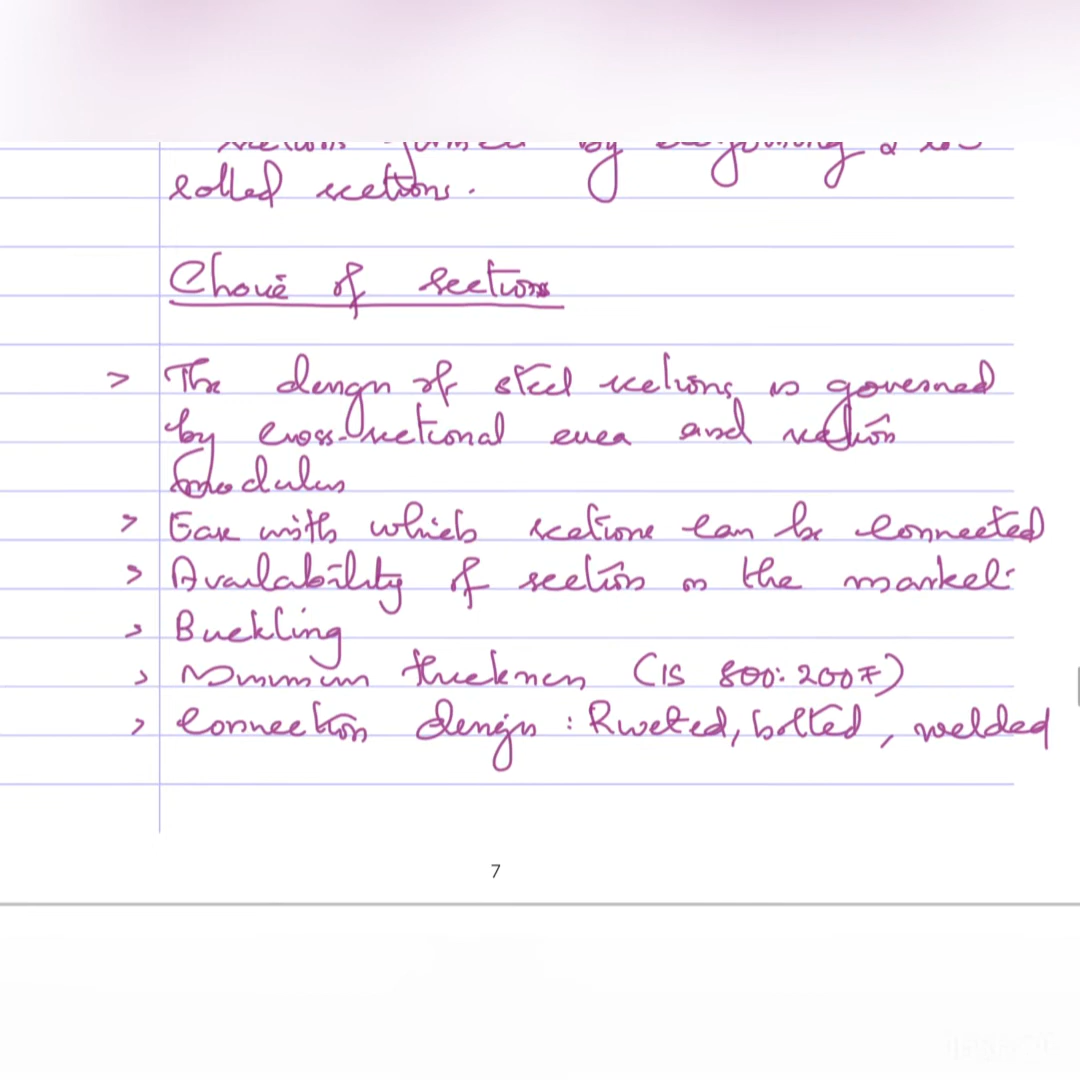 by
rolled sections.
Choice of sections
> The design of steel sections is governed
by cross-sectional area and section
modulus
> Ease with which sections can be connected
> Availability of section in the market.
> Buckling
> Minimum thickness (IS 800:2007)
> Connection design : Riveted, bolted, welded
7